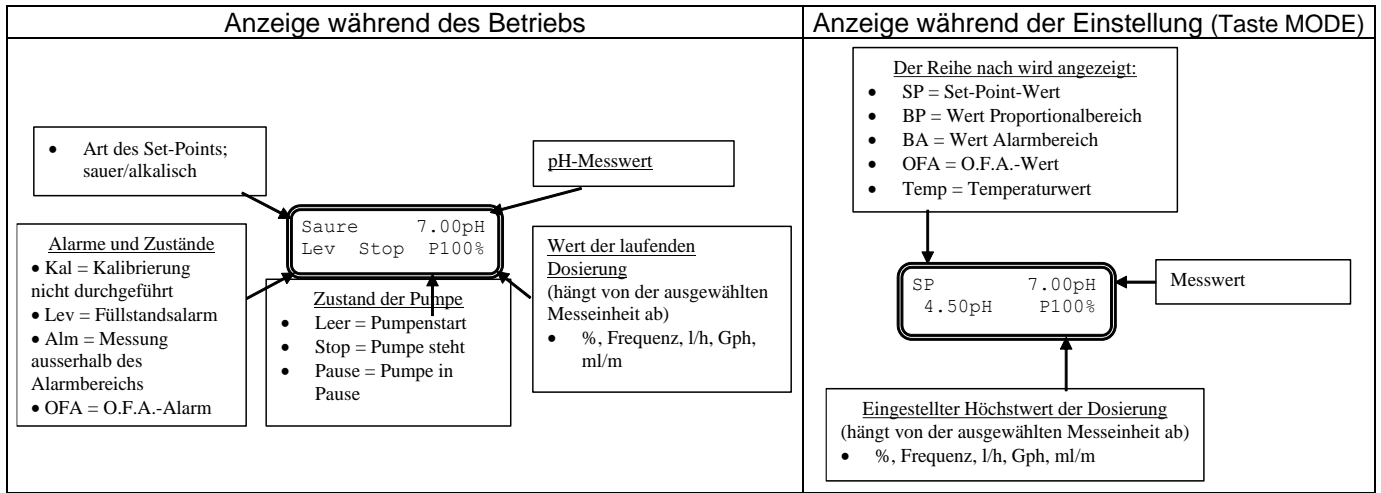 Anzeige während des Betriebs
Anzeige während der Einstellung (Taste MODE)
• Art des Set-Points;
sauer/alkalisch
pH-Messwert
Saure 7.00pH
Lev Stop P100%
Alarme und Zustände
• Kal = Kalibrierung
nicht durchgeführt
• Lev = Füllstandsalarm
• Alm = Messung
ausserhalb des
Alarmbereichs
• OFA = O.F.A.-Alarm
Zustand der Pumpe
• Leer = Pumpenstart
• Stop = Pumpe steht
• Pause = Pumpe in
Pause
Wert der laufenden
Dosierung
(hängt von der ausgewählten
Messeinheit ab)
• %, Frequenz, l/h, Gph,
ml/m
Der Reihe nach wird angezeigt:
• SP = Set-Point-Wert
• BP = Wert Proportionalbereich
• BA = Wert Alarmbereich
• OFA = O.F.A.-Wert
• Temp = Temperaturwert
SP 7.00pH
4.50pH P100%
Messwert
Eingestellter Höchstwert der Dosierung
(hängt von der ausgewählten Messeinheit ab)
• %, Frequenz, l/h, Gph, ml/m